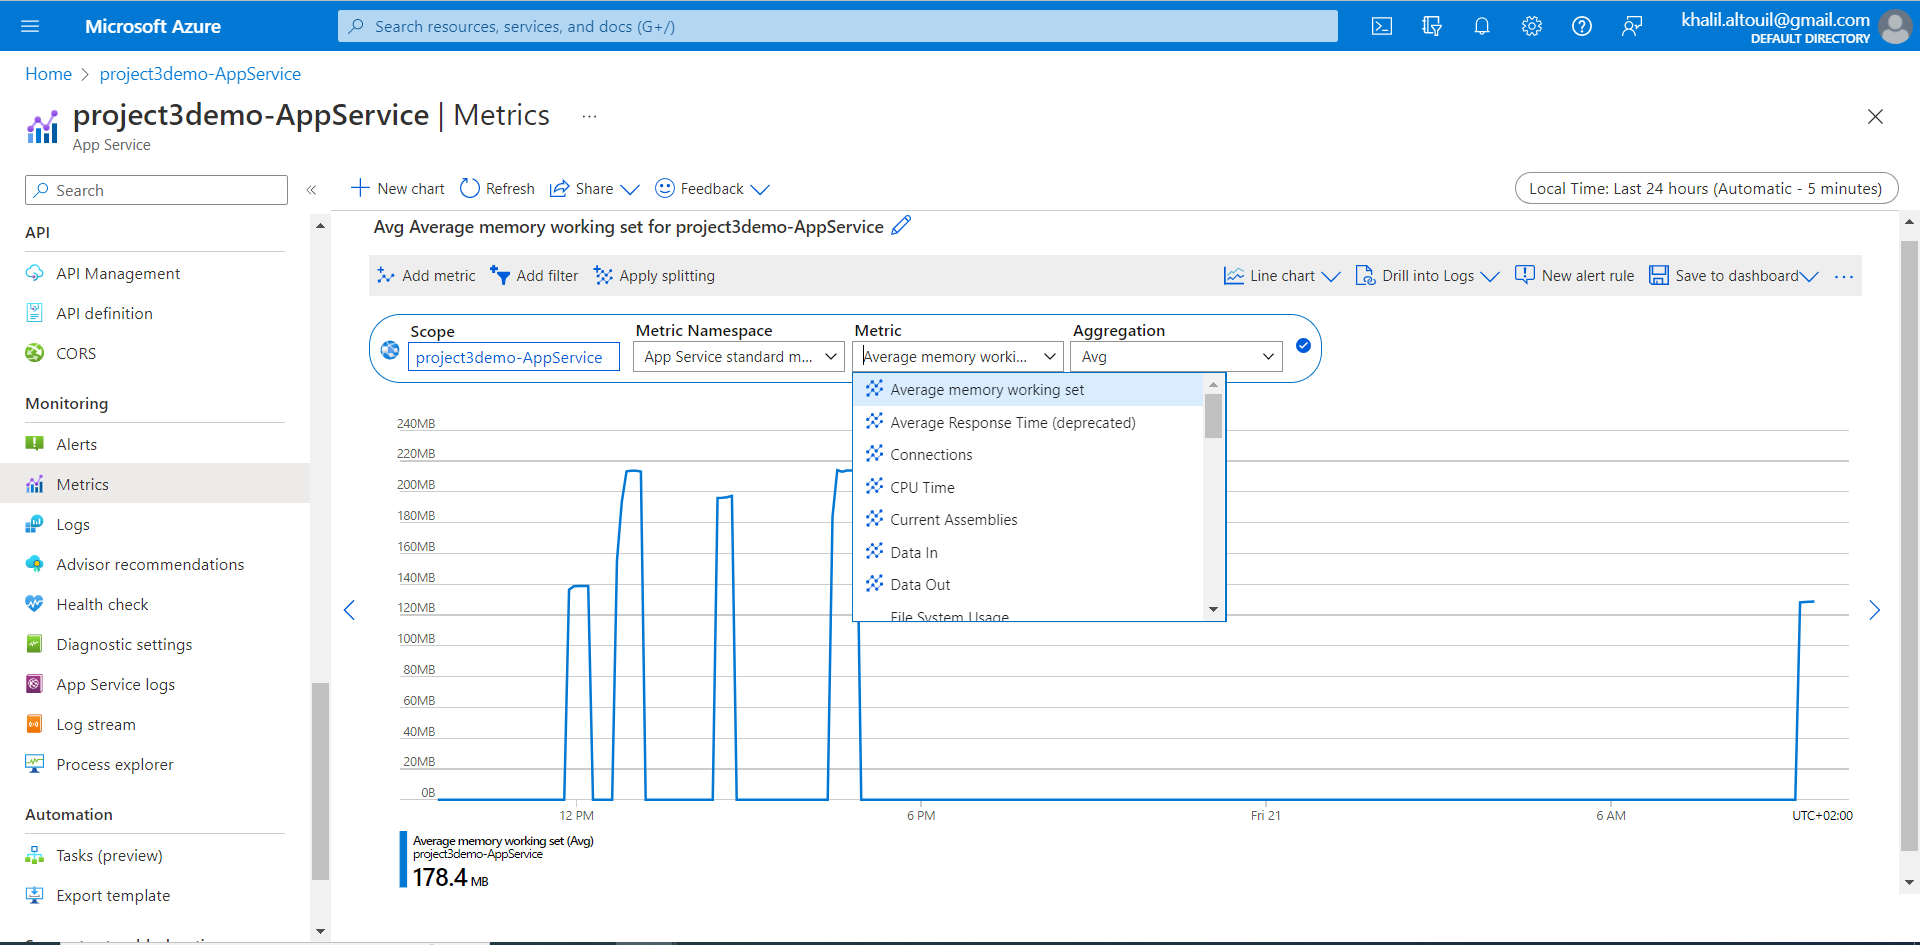 Microsoft Azure
Search resources, services, and docs (G+/)
khalil.altouil@gmail.com
DEFAULT DIRECTORY
Home
project3demo-AppService
project3demo-AppService | Metrics
...
App Service
Search
«
New chart
Refresh
Share
Feedback
Local Time: Last 24 hours (Automatic - 5 minutes)
API
API Management
API definition
CORS
Monitoring
Alerts
Metrics
Logs
Advisor recommendations
Health check
Diagnostic settings
App Service logs
Log stream
Process explorer
Automation
Tasks (preview)
Export template
Avg Average memory working set for project3demo-AppService
Add metric
Add filter
Apply splitting
Line chart
Drill into Logs
New alert rule
Save to dashboard
...
Scope
project3demo-AppService
Metric Namespace
App Service standard m...
Metric
Average memory worki...
Aggregation
Avg
Average memory working set
Average Response Time (deprecated)
Connections
CPU Time
Current Assemblies
Data In
Data Out
File System Usage
240MB
220MB
200MB
180MB
160MB
140MB
120MB
100MB
80MB
60MB
40MB
20MB
0B
12 PM
6 PM
Fri 21
6 AM
UTC+02:00
Average memory working set (Avg)
project3demo-AppService
178.4 MB